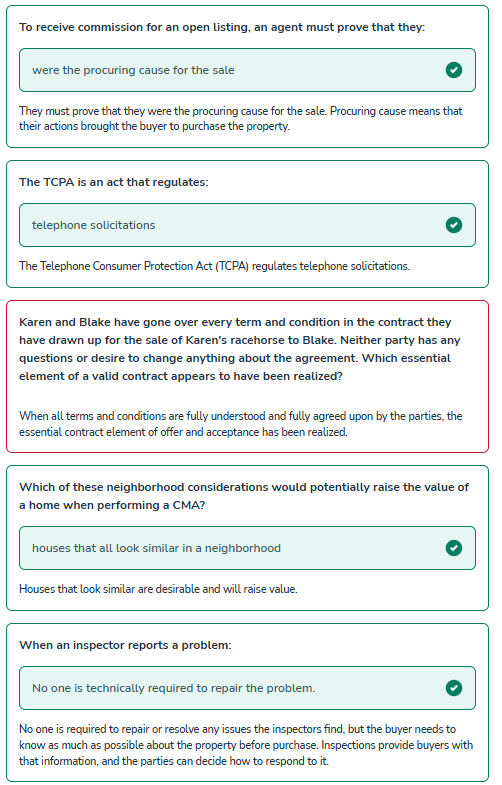 To receive commission for an open listing, an agent must prove that they:
were the procuring cause for the sale
They must prove that they were the procuring cause for the sale. Procuring cause means that
their actions brought the buyer to purchase the property.
The TCPA is an act that regulates:
telephone solicitations
The Telephone Consumer Protection Act (TCPA) regulates telephone solicitations.
Karen and Blake have gone over every term and condition in the contract they
have drawn up for the sale of Karen's racehorse to Blake. Neither party has any
questions or desire to change anything about the agreement. Which essential
element of a valid contract appears to have been realized?
When all terms and conditions are fully understood and fully agreed upon by the parties, the
essential contract element of offer and acceptance has been realized.
Which of these neighborhood considerations would potentially raise the value of
a home when performing a CMA?
houses that all look similar in a neighborhood
Houses that look similar are desirable and will raise value.
When an inspector reports a problem:
No one is technically required to repair the problem.
No one is required to repair or resolve any issues the inspectors find, but the buyer needs to
know as much as possible about the property before purchase. Inspections provide buyers with
that information, and the parties can decide how to respond to it.